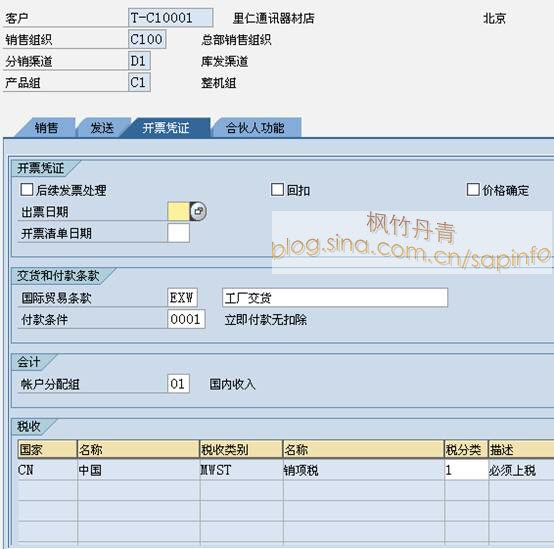 客户 T-C10001 里仁通讯器材店 北京
销售组织 C100 总部销售组织
分销渠道 D1 库发渠道
产品组 C1 整机组
销售 发送 开票凭证 合伙人功能
开票凭证
后续发票处理 回扣 价格确定
出票日期
开票清单日期
枫竹丹青
blog.sina.com.cn/sapinfo
交货和付款条款
国际贸易条款 EXW 工厂交货
付款条件 0001 立即付款无扣除
会计
帐户分配组 01 国内收入
税收
国家 名称 税收类别 名称 税分类 描述
CN 中国 MWST 销项税 1 必须上税